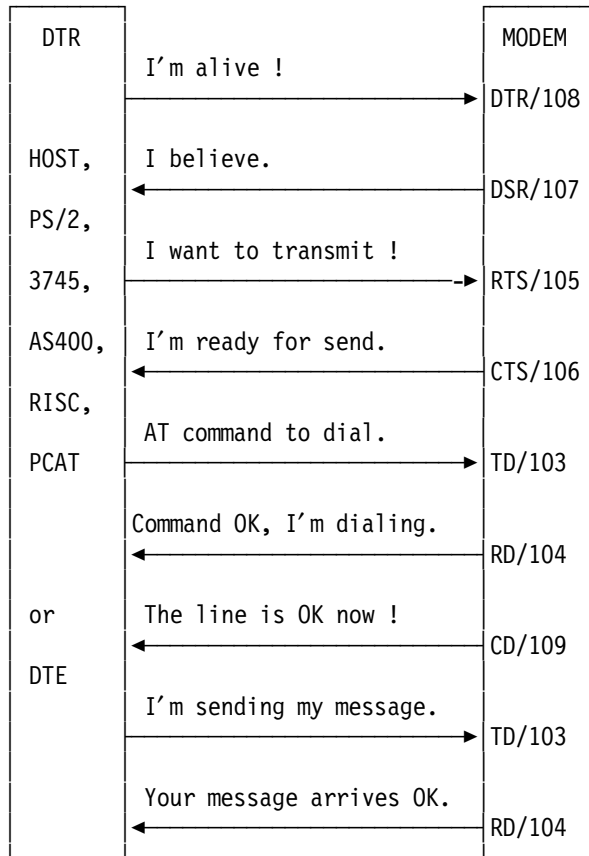 DTR MODEM
I′m alive !
DTR/108
HOST, I believe.
DSR/107
PS/2,
I want to transmit !
3745, RTS/105
AS400, I′m ready for send.
CTS/106
RISC,
AT command to dial.
PCAT TD/103
Command OK, I′m dialing.
RD/104
or The line is OK now !
CD/109
DTE
I′m sending my message.
TD/103
Your message arrives OK.
RD/104